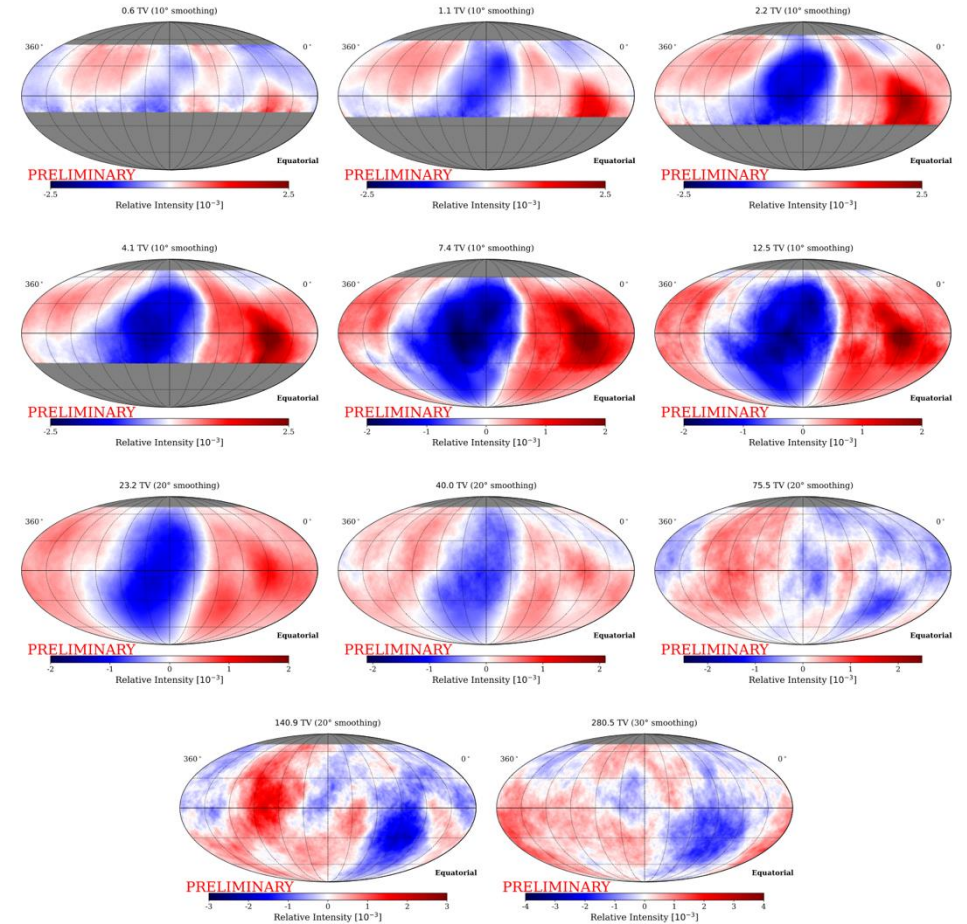 0.6 TV (10° smoothing)
360°
0°
Equatorial
PRELIMINARY
-2.5 2.5
Relative Intensity [10⁻³]
1.1 TV (10° smoothing)
360°
0°
Equatorial
PRELIMINARY
-2.5 2.5
Relative Intensity [10⁻³]
2.2 TV (10° smoothing)
360°
0°
Equatorial
PRELIMINARY
-2.5 2.5
Relative Intensity [10⁻³]
4.1 TV (10° smoothing)
360°
0°
Equatorial
PRELIMINARY
-2.5 2.5
Relative Intensity [10⁻³]
7.4 TV (10° smoothing)
360°
0°
Equatorial
PRELIMINARY
-2 -1 0 1 2
Relative Intensity [10⁻³]
12.5 TV (10° smoothing)
360°
0°
Equatorial
PRELIMINARY
-2 -1 0 1 2
Relative Intensity [10⁻³]
23.2 TV (20° smoothing)
360°
0°
Equatorial
PRELIMINARY
-2 -1 0 1 2
Relative Intensity [10⁻³]
40.0 TV (20° smoothing)
360°
0°
Equatorial
PRELIMINARY
-2 -1 0 1 2
Relative Intensity [10⁻³]
75.5 TV (20° smoothing)
360°
0°
Equatorial
PRELIMINARY
-2 -1 0 1 2
Relative Intensity [10⁻³]
140.9 TV (20° smoothing)
360°
0°
Equatorial
PRELIMINARY
-3 -2 -1 0 1 2 3
Relative Intensity [10⁻³]
280.5 TV (30° smoothing)
360°
0°
Equatorial
PRELIMINARY
-4 -3 -2 -1 0 1 2 3 4
Relative Intensity [10⁻³]